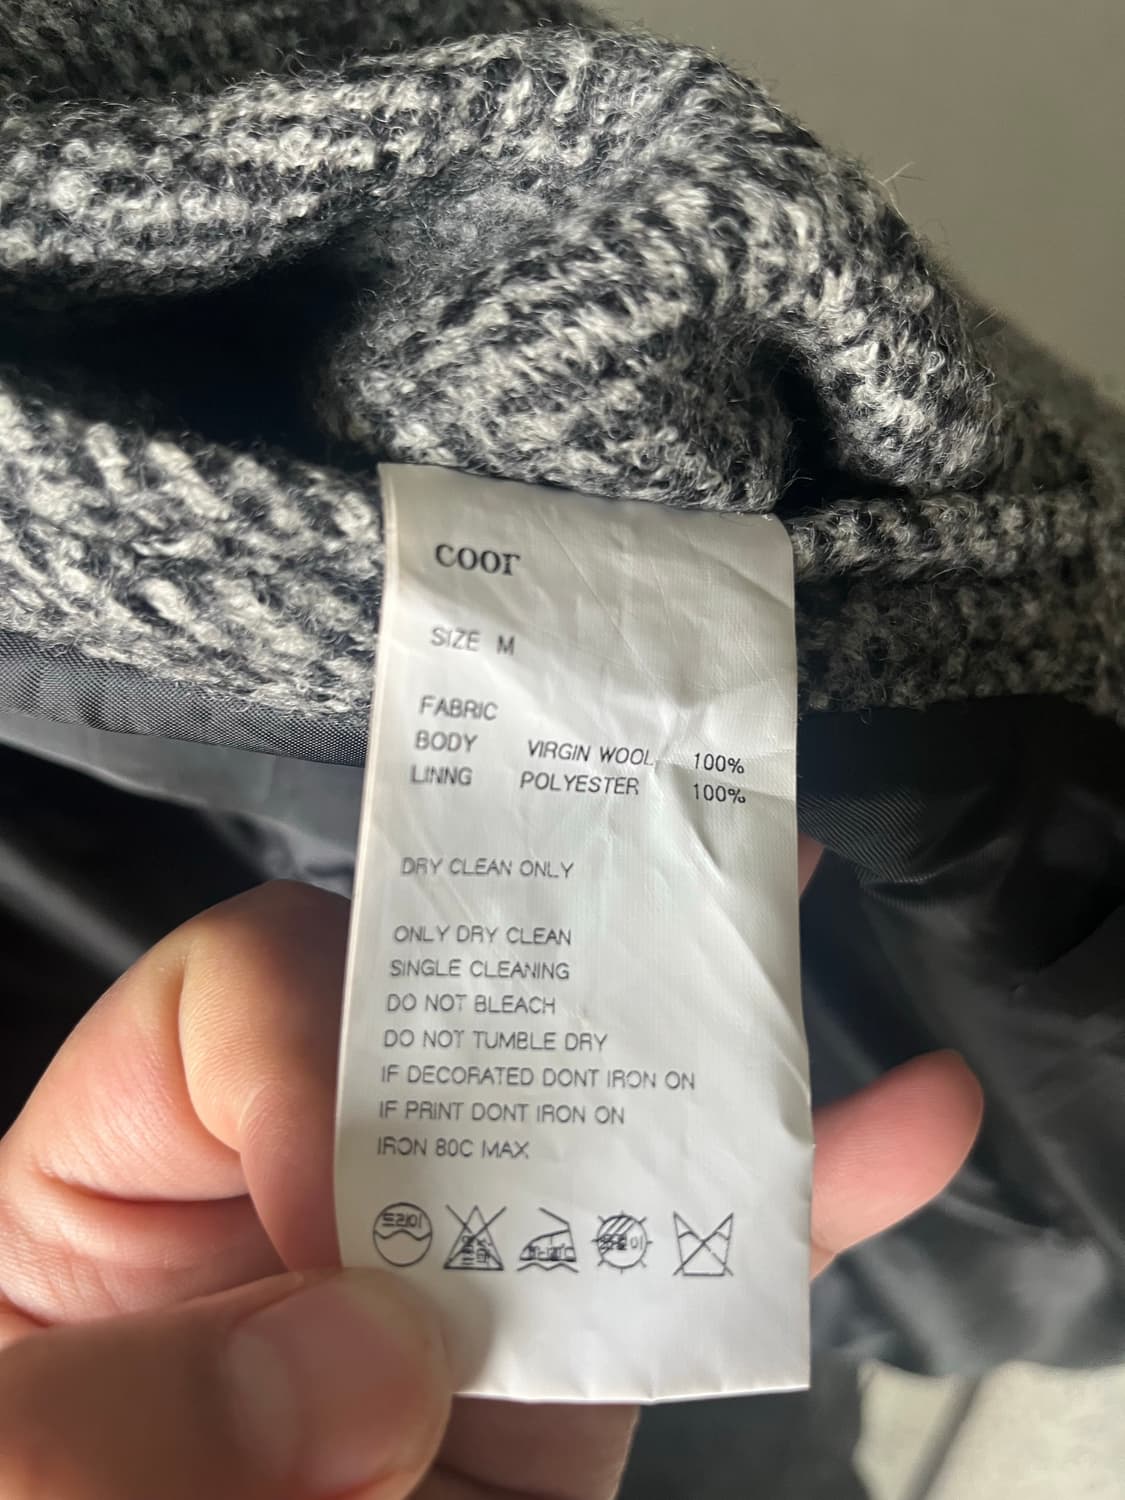 coor
SIZE M
FABRIC
BODY VIRGIN WOOL 100%
LINNG POLYESTER 100%
DRY CLEAN ONLY
ONLY DRY CLEAN
SINGLE CLEANING
DO NOT BLEACH
DO NOT TUMBLE DRY
IF DECORATED DONT IRON ON
IF PRINT DONT IRON ON
IRON 80C MAX
드라이